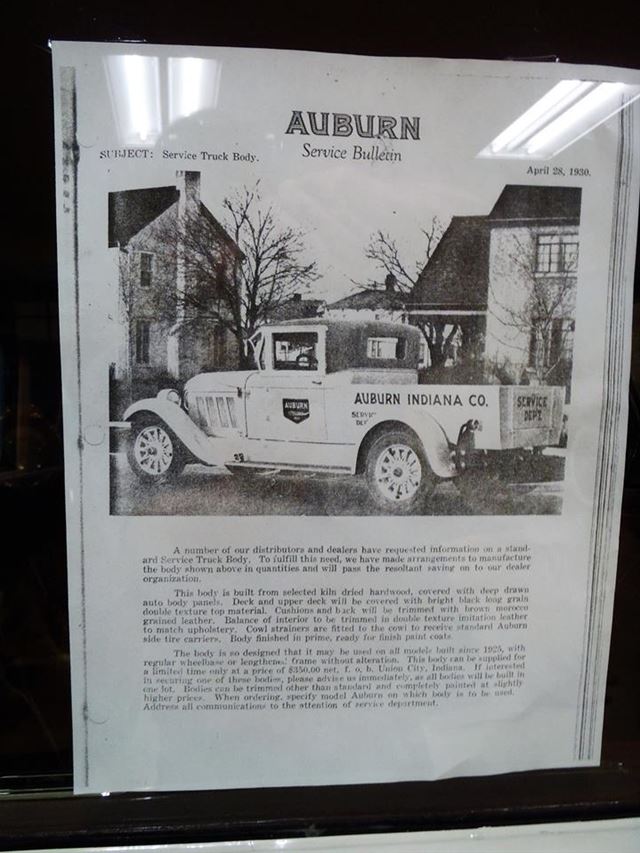 AUBURN
Service Bulletin
SUBJECT: Service Truck Body.
April 28, 1930.
AUBURN
AUBURN INDIANA CO.
SERVICE
DEPT.
A number of our distributors and dealers have requested information on a stand-
ard Service Truck Body. To fulfill this need, we have made arrangements to manufacture
the body shown above in quantities and will pass the resultant saving on to our dealer
organization.
This body is built from selected kiln dried hardwood, covered with deep drawn
auto body panels. Deck and upper deck will be covered with bright black long grain
double texture top material. Cushions and back will be trimmed with brown morocco
grained leather. Balance of interior to be trimmed in double texture imitation leather
to match upholstery. Cowl strainers are fitted to the cowl to receive standard Auburn
side tire carriers. Body finished in prime, ready for finish paint coats.
The body is so designed that it may be used on all models built since 1925, with
regular wheelbase or lengthened frame without alteration. This body can be supplied for
a limited time only at a price of $350.00 net, f. o. b. Union City, Indiana. If interested
in securing one of these bodies, please advise us immediately, as all bodies will be built in
one lot. Bodies can be trimmed other than standard and completely painted at slightly
higher prices. When ordering, specify model Auburn on which body is to be used.
Address all communications to the attention of service department.